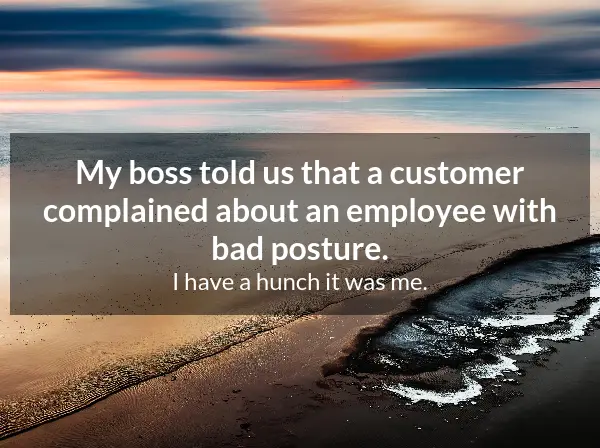 My boss told us that a customer
complained about an employee with
bad posture.
I have a hunch it was me.